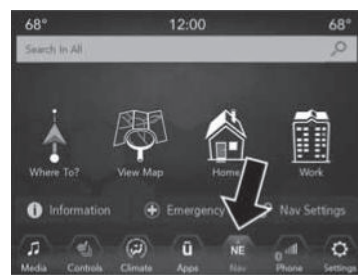 68° 12:00 68°
Search In All
Where To? View Map Home Work
Information Emergency Nav Settings
Media Controls Climate Apps NE Nav Phone Settings